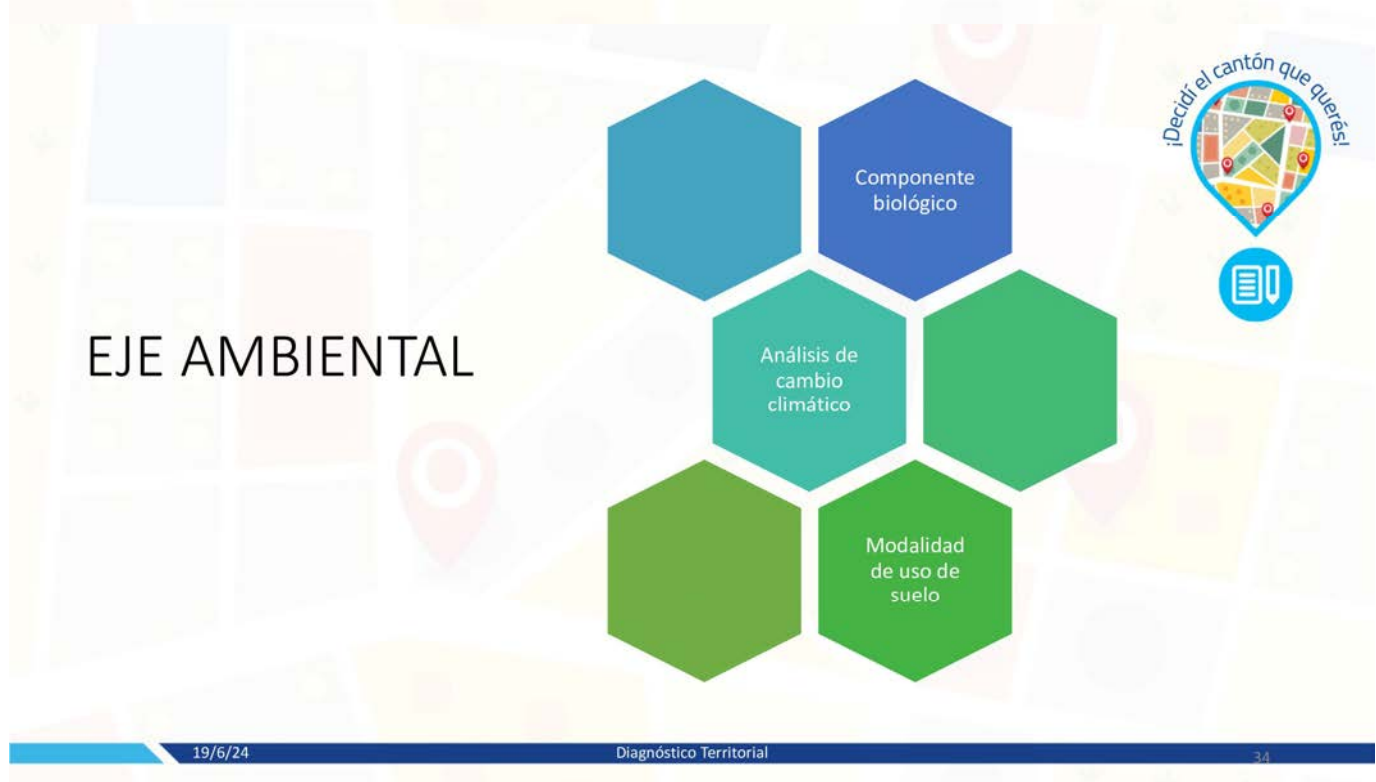 ¡Decidí el cantón que querés!
Componente
biológico
EJE AMBIENTAL
Análisis de
cambio
climático
Modalidad
de uso de
suelo
19/6/24
Diagnóstico Territorial
34